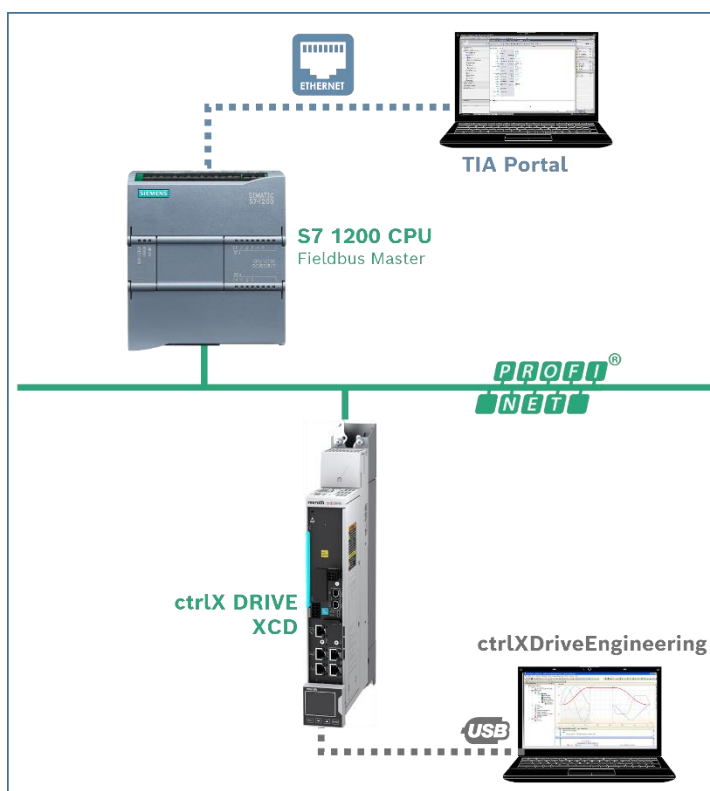 ETHERNET
TIA Portal
SIEMENS
SIMATIC
S7-1200
S7 1200 CPU
Fieldbus Master
PROFI®
NET
rexroth
ctrlX DRIVE
XCD
ctrlXDriveEngineering
USB